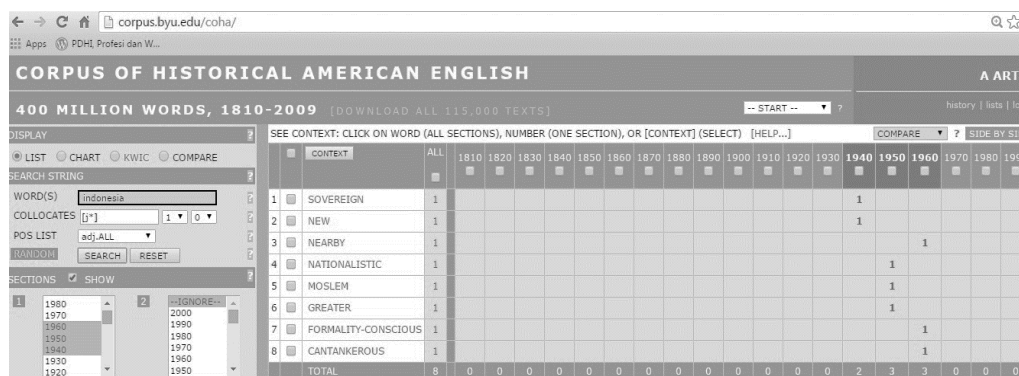 corpus.byu.edu/coha/
Apps PDHI, Profesi dan W...
CORPUS OF HISTORICAL AMERICAN ENGLISH
A ART
400 MILLION WORDS, 1810-2009 [DOWNLOAD ALL 115,000 TEXTS]
-- START -- ?
history | lists |
DISPLAY ?
LIST CHART KWIC COMPARE
SEARCH STRING ?
WORD(S) indonesia
COLLOCATES [j*] 1 0
POS LIST adj.ALL
RANDOM SEARCH RESET
SECTIONS SHOW ?
1 2
1980
1970
1960
1950
1940
1930
1920
--IGNORE--
2000
1990
1980
1970
1960
1950
SEE CONTEXT: CLICK ON WORD (ALL SECTIONS), NUMBER (ONE SECTION), OR [CONTEXT] (SELECT) [HELP...]
COMPARE ? SIDE BY
CONTEXT ALL 1810 1820 1830 1840 1850 1860 1870 1880 1890 1900 1910 1920 1930 1940 1950 1960 1970 1980
1 SOVEREIGN 1 1
2 NEW 1 1
3 NEARBY 1 1
4 NATIONALISTIC 1 1
5 MOSLEM 1 1
6 GREATER 1 1
7 FORMALITY-CONSCIOUS 1 1
8 CANTANKEROUS 1 1
TOTAL 8 0 0 0 0 0 0 0 0 0 0 0 0 0 2 3 3 0 0 0